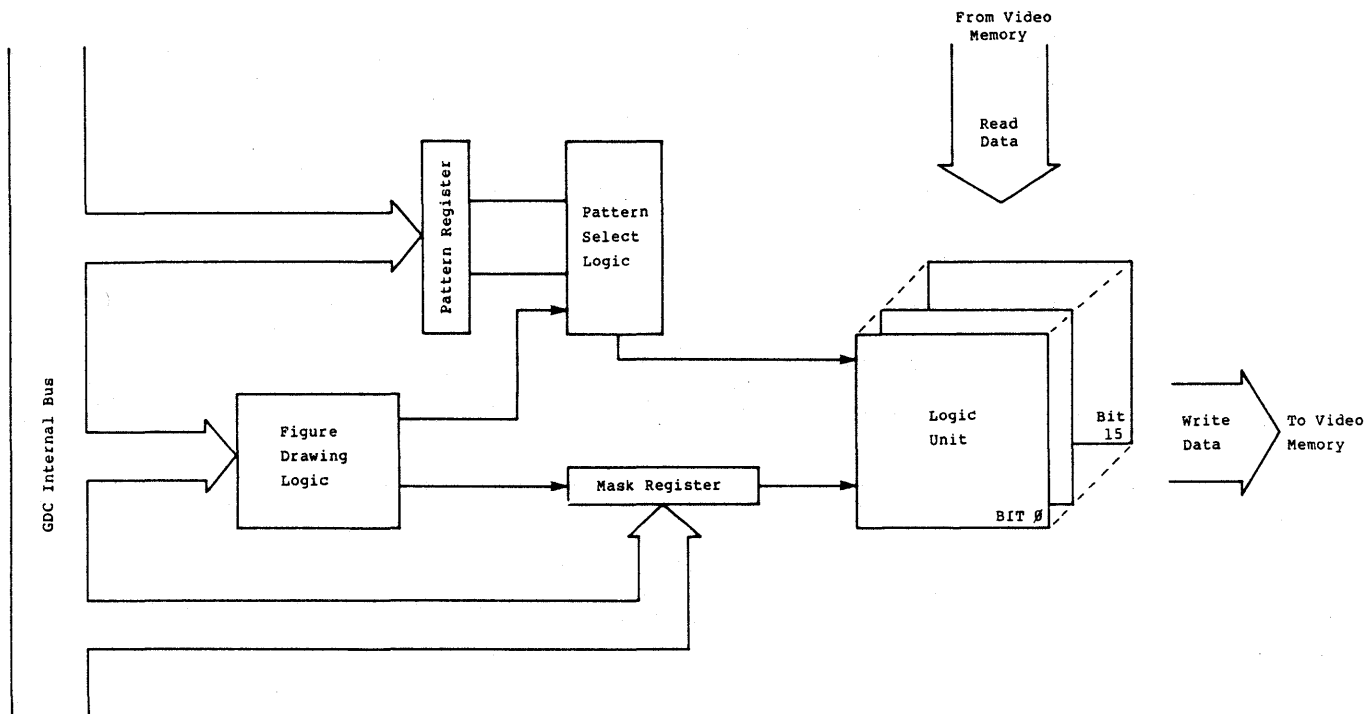 From Video
Memory
Read
Data
Pattern Register
Pattern
Select
Logic
GDC Internal Bus
Figure
Drawing
Logic
Mask Register
Logic
Unit
Bit
15
BIT Ø
Write
Data
To Video
Memory